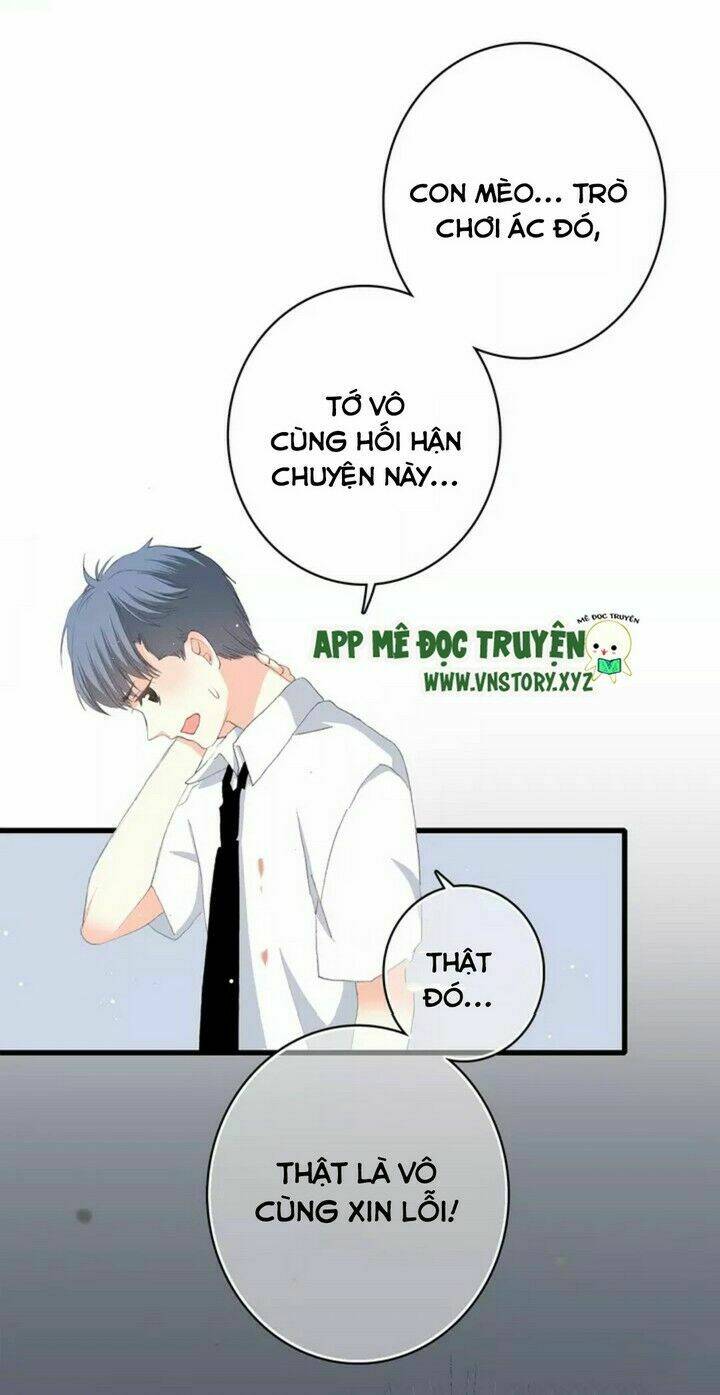 CON MÈO... TRÒ
CHƠI ÁC ĐÓ,
TỚ VÔ
CÙNG HỐI HẬN
CHUYỆN NÀY...
MÊ ĐỌC TRUYỆN
APP MÊ ĐỌC TRUYỆN
WWW.VNSTORY.XYZ
THẬT
ĐÓ...
THẬT LÀ VÔ
CÙNG XIN LỖI!